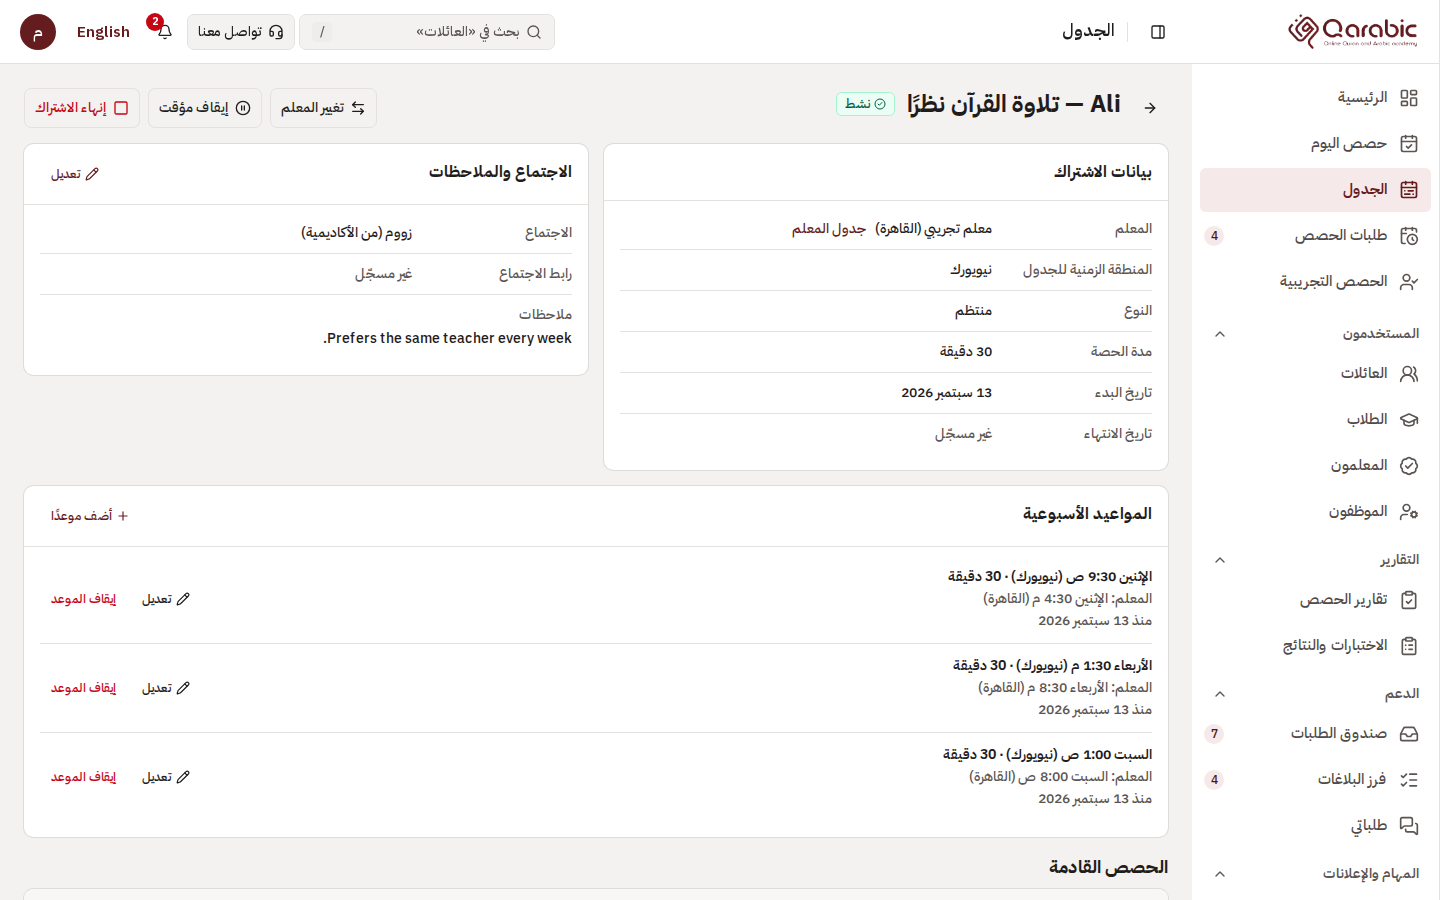 Qarabic
Online Quran and Arabic academy
الجدول
بحث في «العائلات»
/
تواصل معنا
2
English
م
الرئيسية
حصص اليوم
الجدول
طلبات الحصص
4
الحصص التجريبية
المستخدمون
العائلات
الطلاب
المعلمون
الموظفون
التقارير
تقارير الحصص
الاختبارات والنتائج
الدعم
صندوق الطلبات
7
فرز البلاغات
4
طلباتي
المهام والإعلانات
Ali — تلاوة القرآن نظرًا
نشط
تغيير المعلم
إيقاف مؤقت
إنهاء الاشتراك
بيانات الاشتراك
المعلم
معلم تجريبي (القاهرة) جدول المعلم
المنطقة الزمنية للجدول
نيويورك
النوع
منتظم
مدة الحصة
30 دقيقة
تاريخ البدء
13 سبتمبر 2026
تاريخ الانتهاء
غير مسجّل
الاجتماع والملاحظات
تعديل
الاجتماع
زووم (من الأكاديمية)
رابط الاجتماع
غير مسجّل
ملاحظات
Prefers the same teacher every week.
المواعيد الأسبوعية
أضف موعدًا
الإثنين 9:30 ص (نيويورك) · 30 دقيقة
المعلم: الإثنين 4:30 م (القاهرة)
منذ 13 سبتمبر 2026
تعديل
إيقاف الموعد
الأربعاء 1:30 م (نيويورك) · 30 دقيقة
المعلم: الأربعاء 8:30 م (القاهرة)
منذ 13 سبتمبر 2026
تعديل
إيقاف الموعد
السبت 1:00 ص (نيويورك) · 30 دقيقة
المعلم: السبت 8:00 ص (القاهرة)
منذ 13 سبتمبر 2026
تعديل
إيقاف الموعد
الحصص القادمة